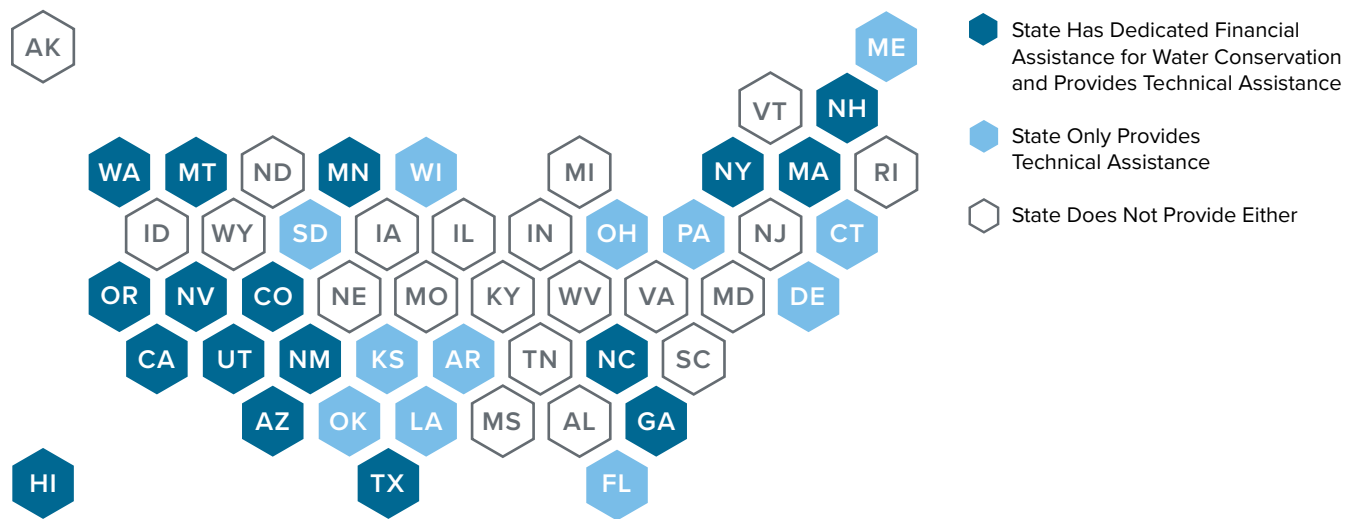 AK
ME
VT
NH
WA
MT
ND
MN
WI
MI
NY
MA
RI
ID
WY
SD
IA
IL
IN
OH
PA
NJ
CT
OR
NV
CO
NE
MO
KY
WV
VA
MD
DE
CA
UT
NM
KS
AR
TN
NC
SC
AZ
OK
LA
MS
AL
GA
HI
TX
FL
State Has Dedicated Financial
Assistance for Water Conservation
and Provides Technical Assistance
State Only Provides
Technical Assistance
State Does Not Provide Either